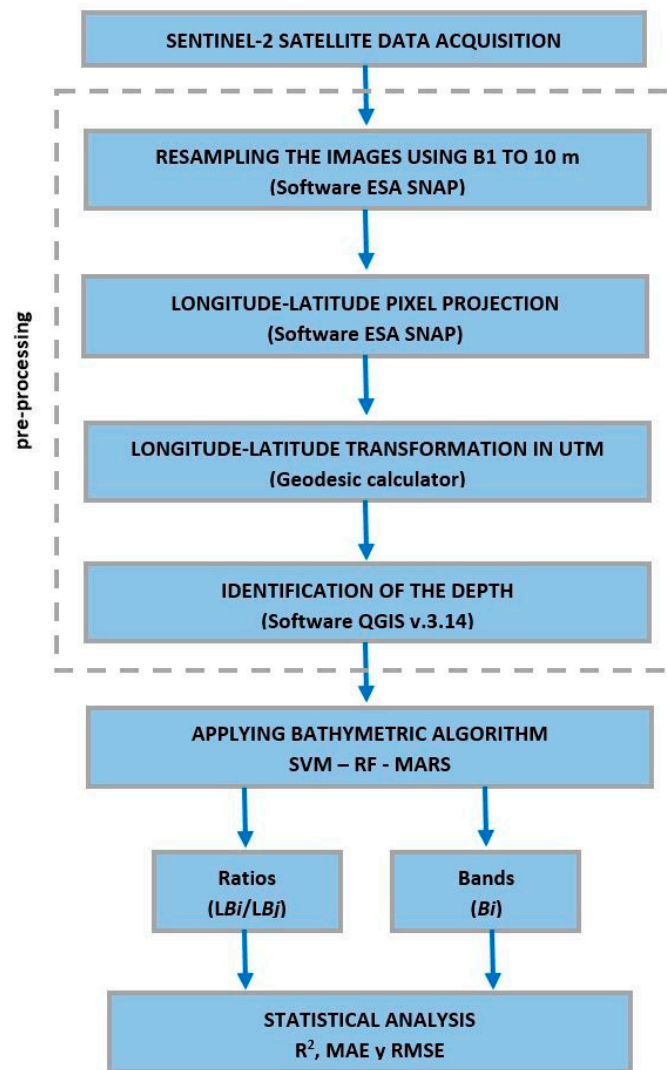 SENTINEL-2 SATELLITE DATA ACQUISITION
pre-processing
RESAMPLING THE IMAGES USING B1 TO 10 m
(Software ESA SNAP)
LONGITUDE-LATITUDE PIXEL PROJECTION
(Software ESA SNAP)
LONGITUDE-LATITUDE TRANSFORMATION IN UTM
(Geodesic calculator)
IDENTIFICATION OF THE DEPTH
(Software QGIS v.3.14)
APPLYING BATHYMETRIC ALGORITHM
SVM – RF - MARS
Ratios
(LBi/LBj)
Bands
(Bi)
STATISTICAL ANALYSIS
R², MAE y RMSE